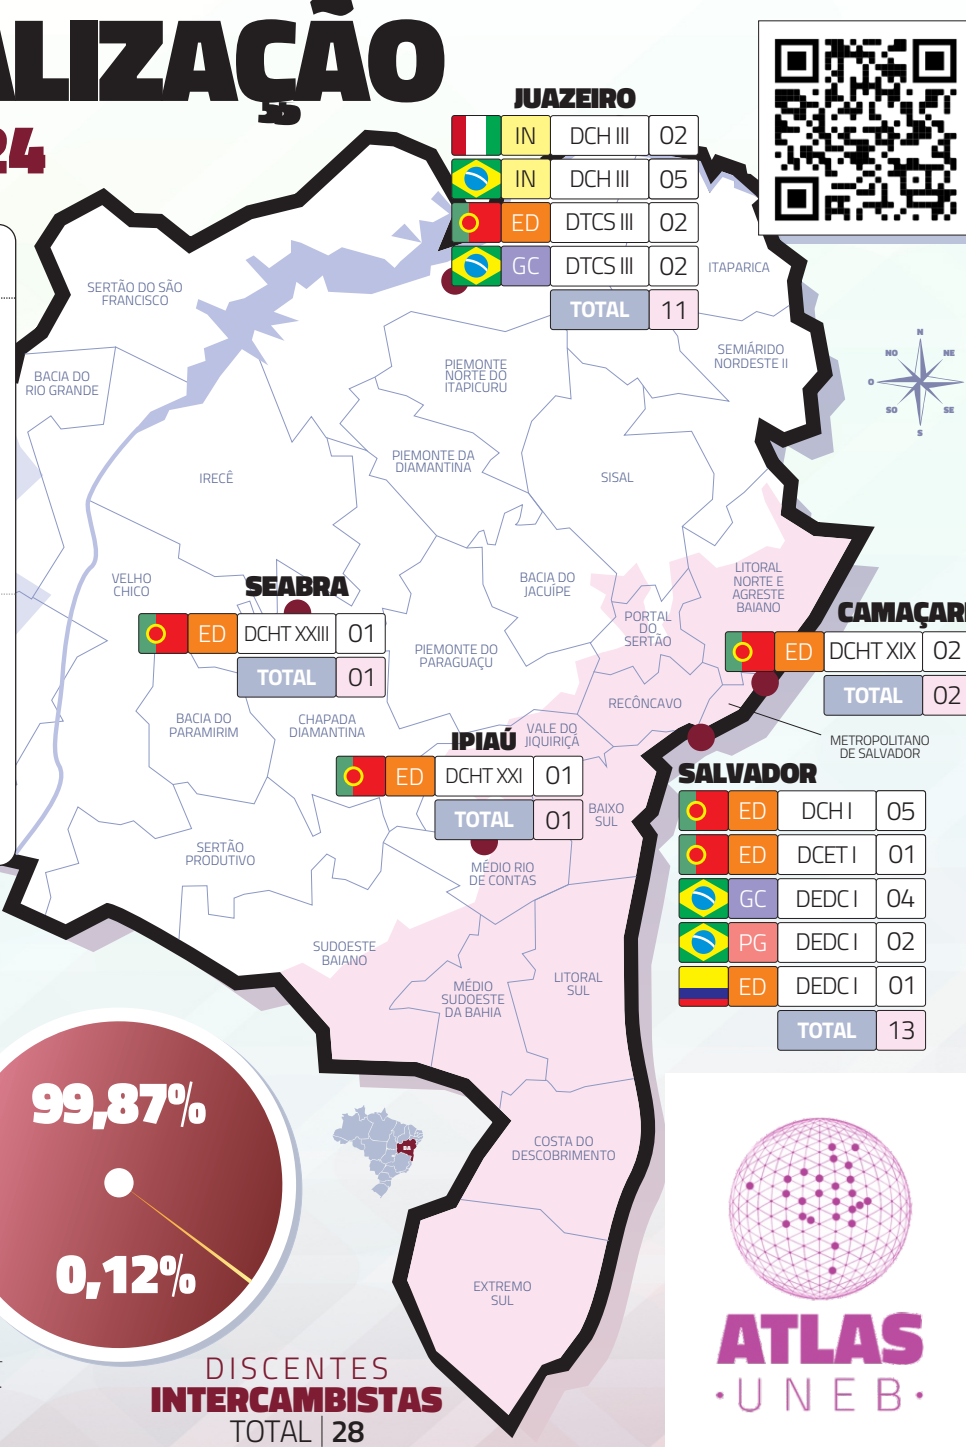 ALIZAÇÃO
24
JUAZEIRO
IN DCH III 02
IN DCH III 05
ED DTCS III 02
GC DTCS III 02
TOTAL 11
ITAPARICA
SERTÃO DO SÃO
FRANCISCO
SEMIÁRIDO
NORDESTE II
N
NO NE
O
SO SE
S
BACIA DO
RIO GRANDE
PIEMONTE
NORTE DO
ITAPICURU
PIEMONTE DA
DIAMANTINA
IRECÊ
SISAL
VELHO
CHICO
SEABRA
ED DCHT XXIII 01
TOTAL 01
BACIA DO
JACUÍPE
LITORAL
NORTE E
AGRESTE
BAIANO
PORTAL
DO
SERTÃO
CAMAÇARI
ED DCHT XIX 02
TOTAL 02
PIEMONTE DO
PARAGUAÇU
RECÔNCAVO
METROPOLITANO
DE SALVADOR
BACIA DO
PARAMIRIM
CHAPADA
DIAMANTINA
VALE DO
JIQUIRIÇÁ
IPIAÚ
ED DCHT XXI 01
TOTAL 01
BAIXO
SUL
SALVADOR
ED DCH I 05
ED DCET I 01
GC DEDC I 04
PG DEDC I 02
ED DEDC I 01
TOTAL 13
SERTÃO
PRODUTIVO
MÉDIO RIO
DE CONTAS
SUDOESTE
BAIANO
MÉDIO
SUDOESTE
DA BAHIA
LITORAL
SUL
99,87%
0,12%
COSTA DO
DESCOBRIMENTO
EXTREMO
SUL
DISCENTES
INTERCAMBISTAS
TOTAL | 28
ATLAS
·UNEB·